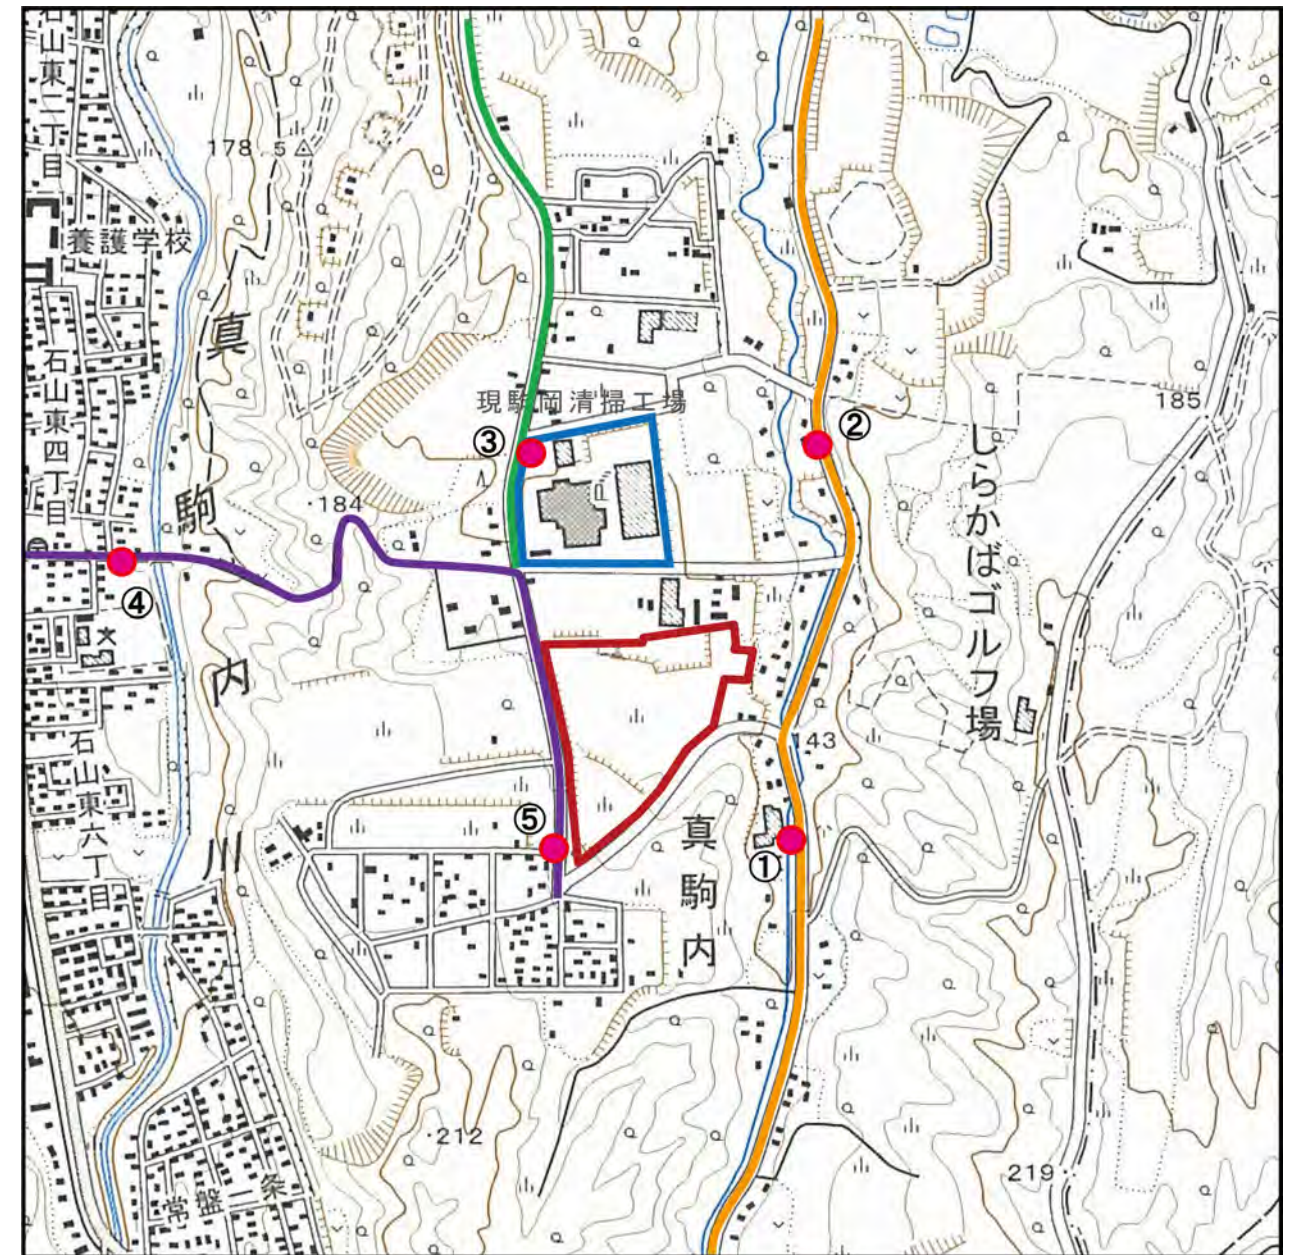 石山東二丁目
178.5
養護学校
石山東四丁目
真駒内川
現駒岡清掃工場
③
②
185
184
しらかばゴルフ場
④
143
石山東六丁目
⑤
真駒内
①
212
219
常盤一条